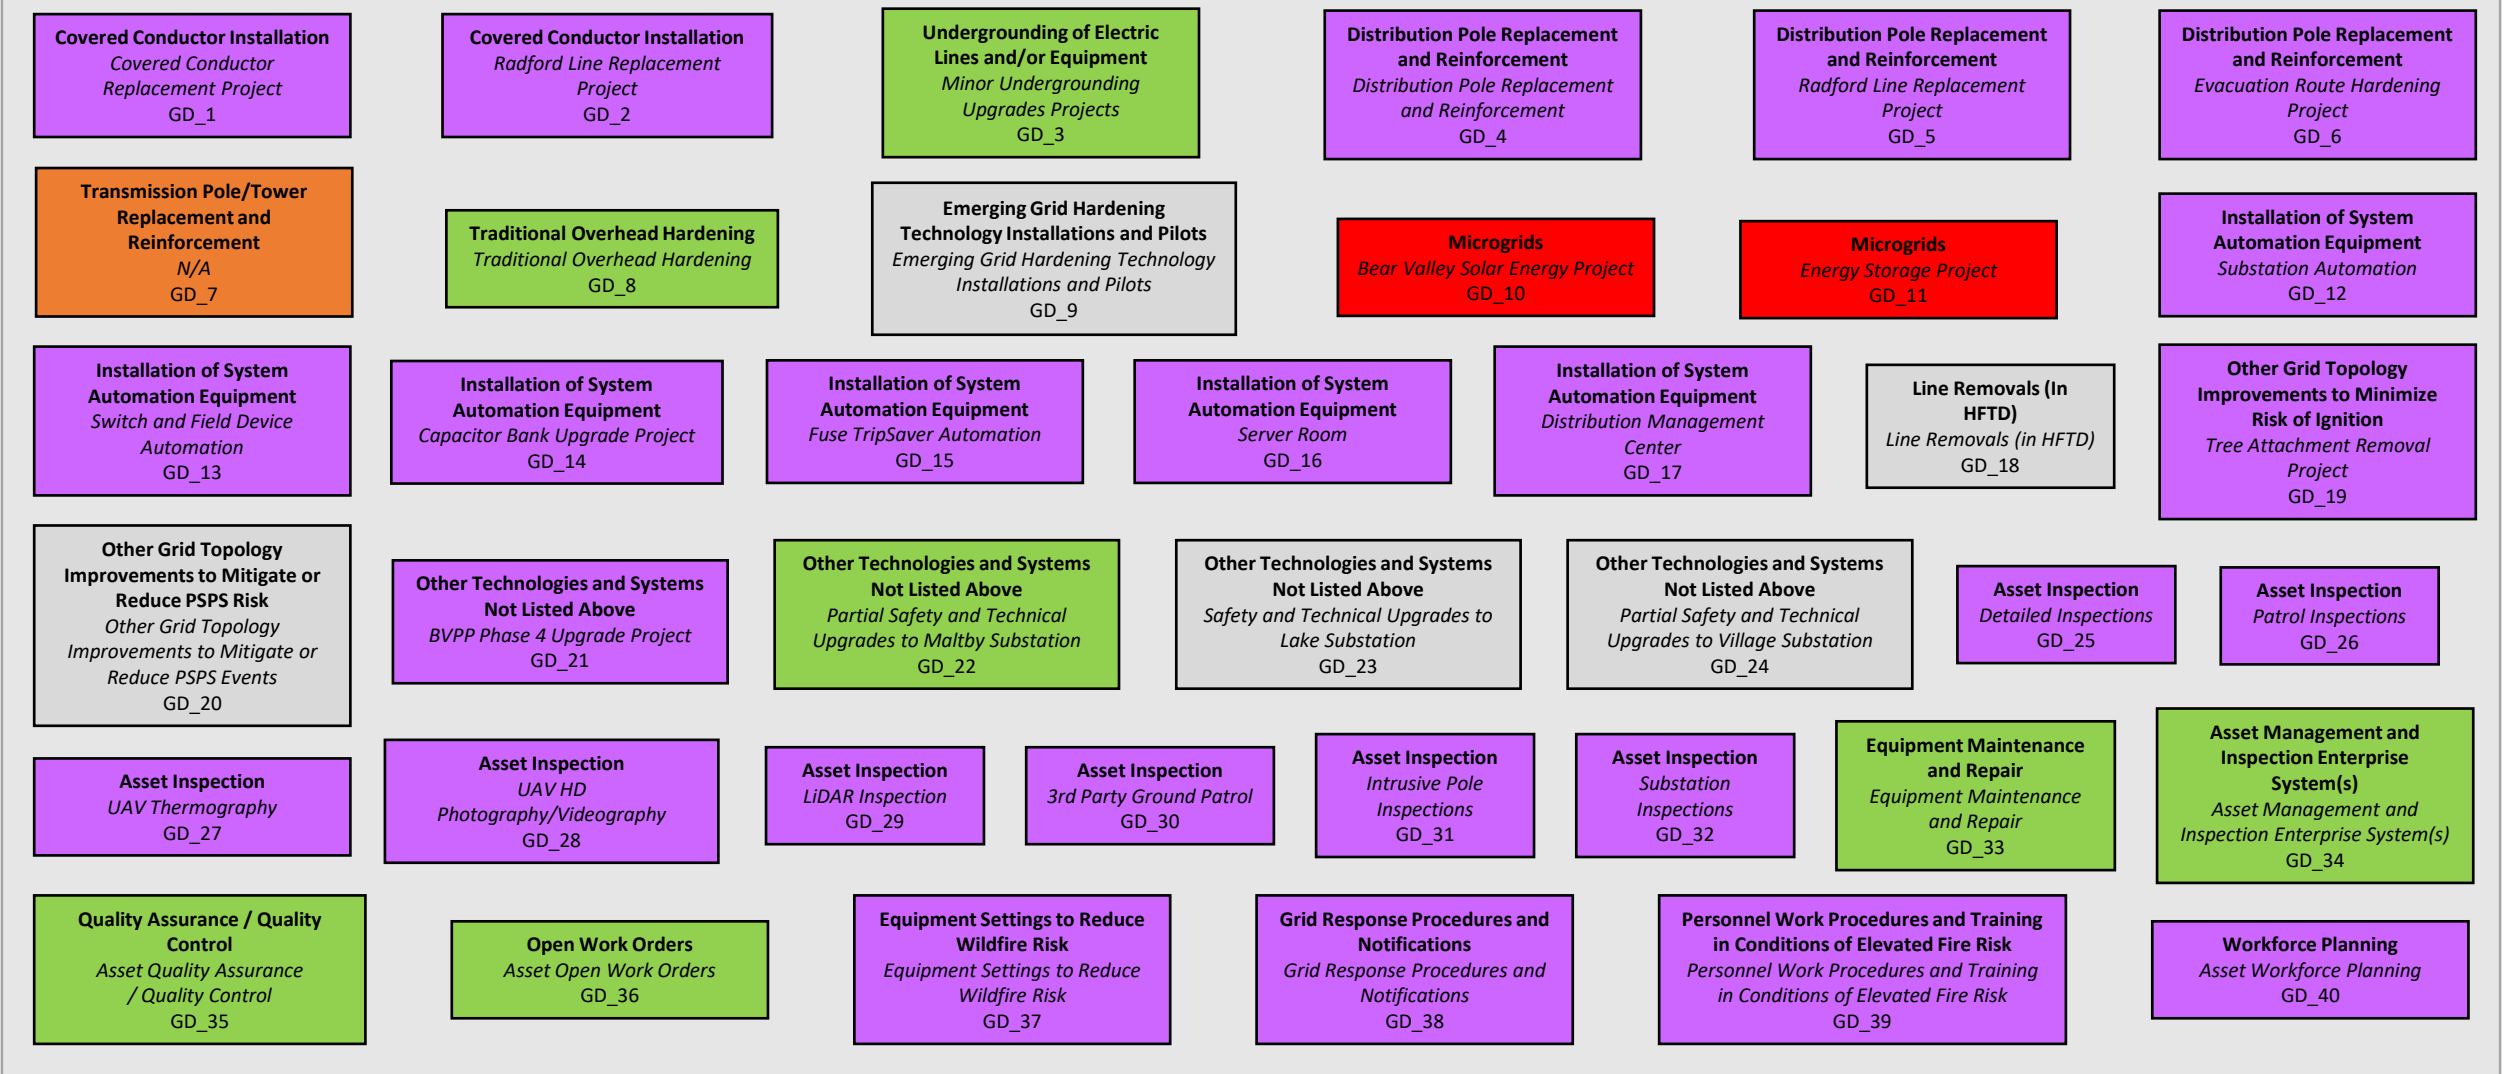 Covered Conductor Installation
Covered Conductor
Replacement Project
GD_1
Covered Conductor Installation
Radford Line Replacement
Project
GD_2
Undergrounding of Electric
Lines and/or Equipment
Minor Undergrounding
Upgrades Projects
GD_3
Distribution Pole Replacement
and Reinforcement
Distribution Pole Replacement
and Reinforcement
GD_4
Distribution Pole Replacement
and Reinforcement
Radford Line Replacement
Project
GD_5
Distribution Pole Replacement
and Reinforcement
Evacuation Route Hardening
Project
GD_6
Transmission Pole/Tower
Replacement and
Reinforcement
N/A
GD_7
Traditional Overhead Hardening
Traditional Overhead Hardening
GD_8
Emerging Grid Hardening
Technology Installations and Pilots
Emerging Grid Hardening Technology
Installations and Pilots
GD_9
Microgrids
Bear Valley Solar Energy Project
GD_10
Microgrids
Energy Storage Project
GD_11
Installation of System
Automation Equipment
Substation Automation
GD_12
Installation of System
Automation Equipment
Switch and Field Device
Automation
GD_13
Installation of System
Automation Equipment
Capacitor Bank Upgrade Project
GD_14
Installation of System
Automation Equipment
Fuse TripSaver Automation
GD_15
Installation of System
Automation Equipment
Server Room
GD_16
Installation of System
Automation Equipment
Distribution Management
Center
GD_17
Line Removals (In
HFTD)
Line Removals (in HFTD)
GD_18
Other Grid Topology
Improvements to Minimize
Risk of Ignition
Tree Attachment Removal
Project
GD_19
Other Grid Topology
Improvements to Mitigate or
Reduce PSPS Risk
Other Grid Topology
Improvements to Mitigate or
Reduce PSPS Events
GD_20
Other Technologies and Systems
Not Listed Above
BVPP Phase 4 Upgrade Project
GD_21
Other Technologies and Systems
Not Listed Above
Partial Safety and Technical
Upgrades to Maltby Substation
GD_22
Other Technologies and Systems
Not Listed Above
Safety and Technical Upgrades to
Lake Substation
GD_23
Other Technologies and Systems
Not Listed Above
Partial Safety and Technical
Upgrades to Village Substation
GD_24
Asset Inspection
Detailed Inspections
GD_25
Asset Inspection
Patrol Inspections
GD_26
Asset Inspection
UAV Thermography
GD_27
Asset Inspection
UAV HD
Photography/Videography
GD_28
Asset Inspection
LiDAR Inspection
GD_29
Asset Inspection
3rd Party Ground Patrol
GD_30
Asset Inspection
Intrusive Pole
Inspections
GD_31
Asset Inspection
Substation
Inspections
GD_32
Equipment Maintenance
and Repair
Equipment Maintenance
and Repair
GD_33
Asset Management and
Inspection Enterprise
System(s)
Asset Management and
Inspection Enterprise System(s)
GD_34
Quality Assurance / Quality
Control
Asset Quality Assurance
/ Quality Control
GD_35
Open Work Orders
Asset Open Work Orders
GD_36
Equipment Settings to Reduce
Wildfire Risk
Equipment Settings to Reduce
Wildfire Risk
GD_37
Grid Response Procedures and
Notifications
Grid Response Procedures and
Notifications
GD_38
Personnel Work Procedures and Training
in Conditions of Elevated Fire Risk
Personnel Work Procedures and Training
in Conditions of Elevated Fire Risk
GD_39
Workforce Planning
Asset Workforce Planning
GD_40